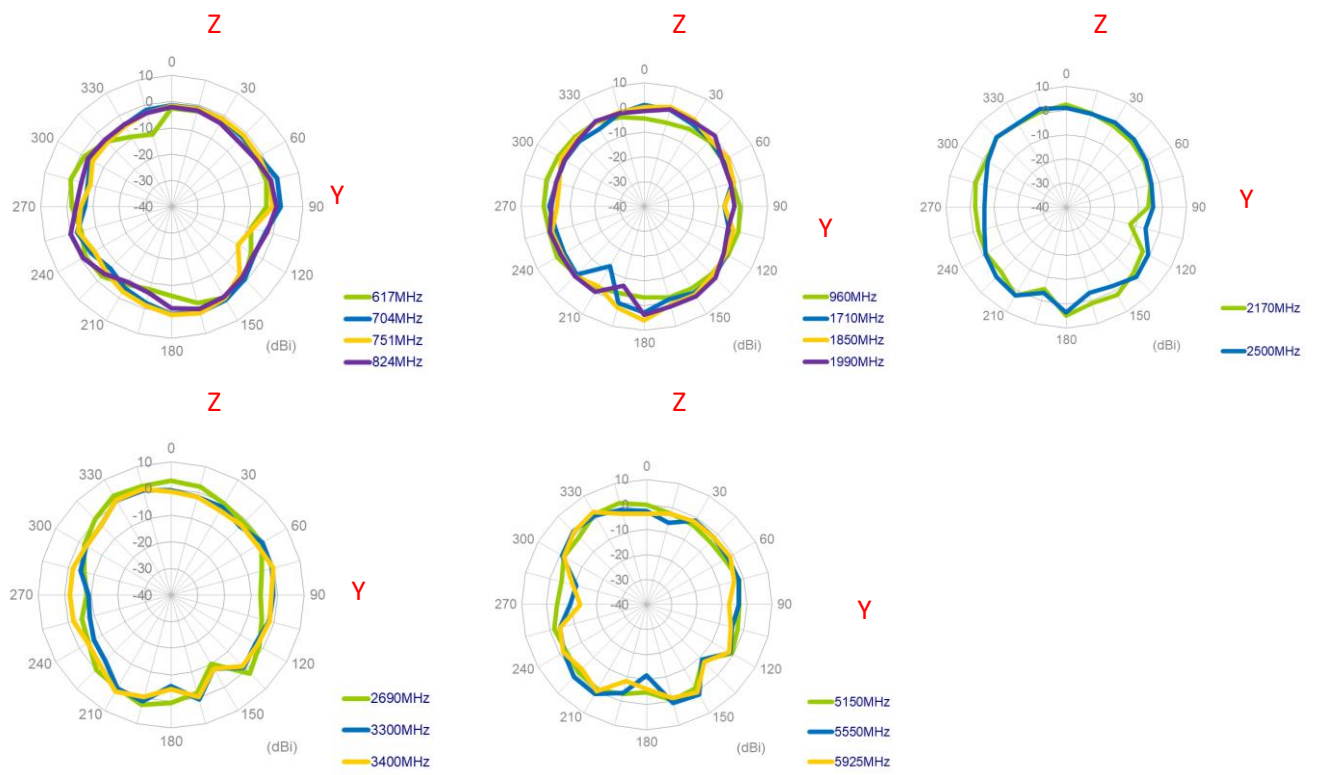 Z
0
10
330
30
0
-10
300
60
-20
-30
270
-40
90
Y
240
120
210
150
180
(dBi)
617MHz
704MHz
751MHz
824MHz
Z
0
10
330
30
0
-10
300
60
-20
-30
270
-40
90
Y
240
120
210
150
180
(dBi)
960MHz
1710MHz
1850MHz
1990MHz
Z
0
10
330
30
0
-10
300
60
-20
-30
270
-40
90
Y
240
120
210
150
180
(dBi)
2170MHz
2500MHz
Z
0
10
330
30
0
-10
300
60
-20
-30
270
-40
90
Y
240
120
210
150
180
(dBi)
2690MHz
3300MHz
3400MHz
Z
0
10
330
30
0
-10
300
60
-20
-30
270
-40
90
Y
240
120
210
150
180
(dBi)
5150MHz
5550MHz
5925MHz